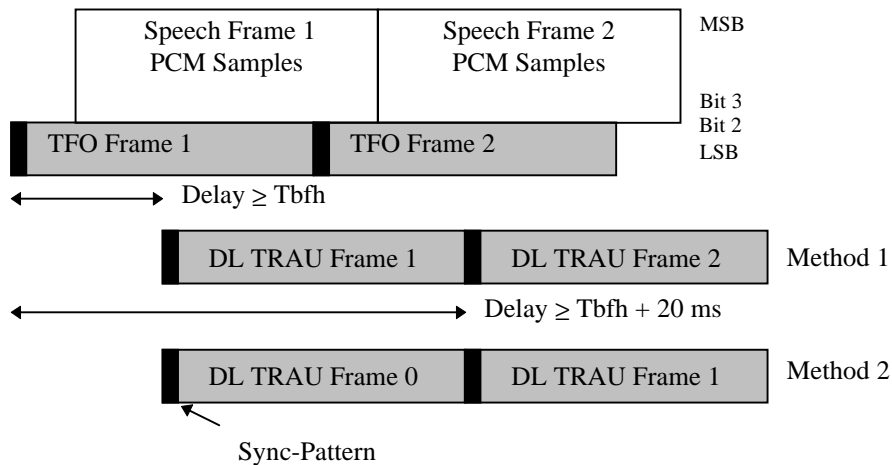 Speech Frame 1
PCM Samples
Speech Frame 2
PCM Samples
MSB
Bit 3
Bit 2
LSB
TFO Frame 1
TFO Frame 2
Delay ≥ Tbfh
DL TRAU Frame 1
DL TRAU Frame 2
Method 1
Delay ≥ Tbfh + 20 ms
DL TRAU Frame 0
DL TRAU Frame 1
Method 2
Sync-Pattern